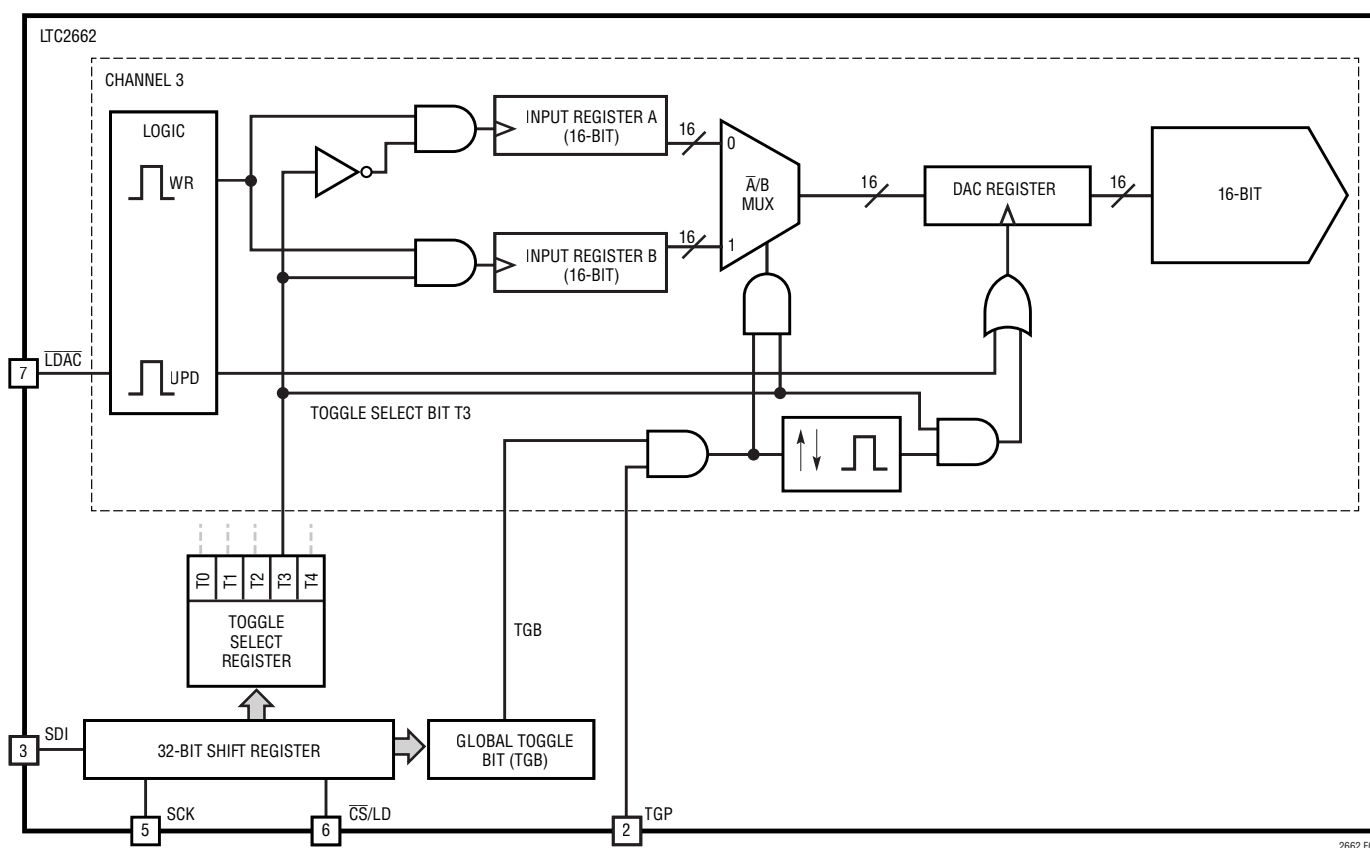 LTC2662
CHANNEL 3
LOGIC
WR
UPD
INPUT REGISTER A
(16-BIT)
16
0
A̅/B
MUX
16
DAC REGISTER
16
16-BIT
INPUT REGISTER B
(16-BIT)
16
1
7
L̅D̅A̅C̅
TOGGLE SELECT BIT T3
T0
T1
T2
T3
T4
TOGGLE
SELECT
REGISTER
TGB
3
SDI
32-BIT SHIFT REGISTER
GLOBAL TOGGLE
BIT (TGB)
5
SCK
6
C̅S̅/LD
2
TGP